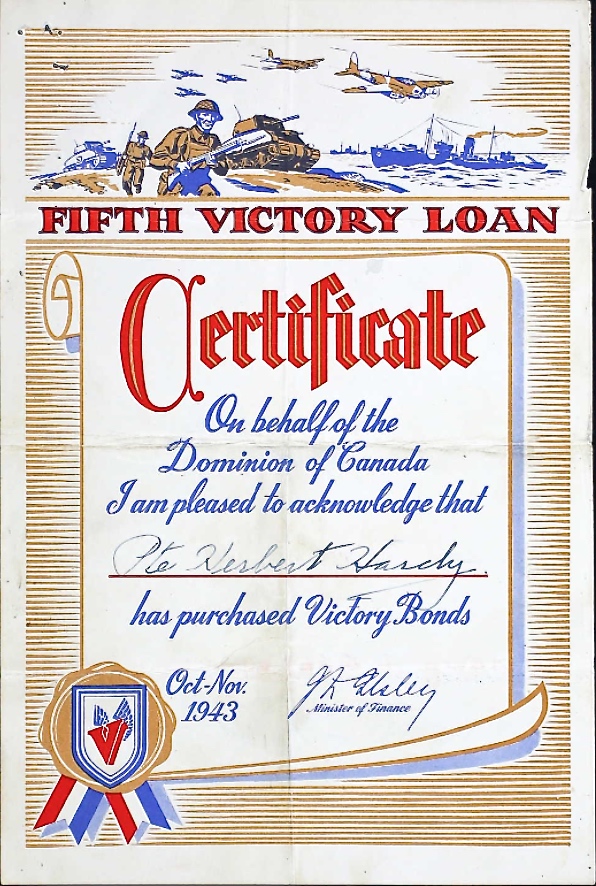 FIFTH VICTORY LOAN
Certificate
On behalf of the
Dominion of Canada
I am pleased to acknowledge that
Pte Herbert Hardy.
has purchased Victory Bonds
Oct-Nov.
1943
J L Ilsley
Minister of Finance
V